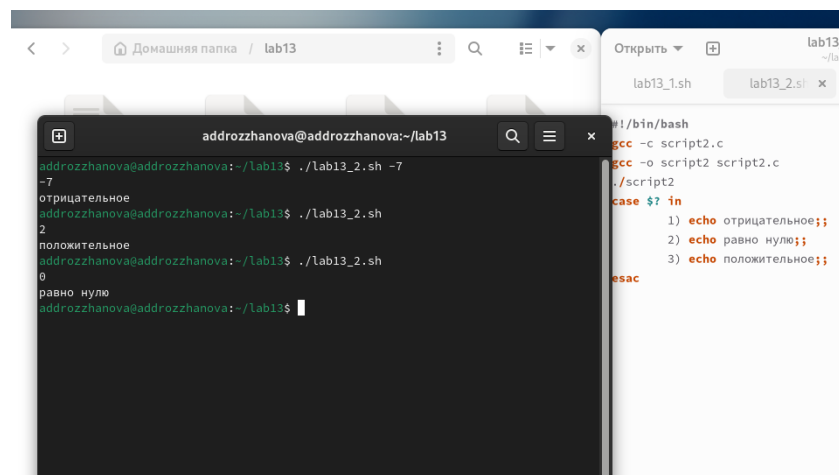 Домашняя папка / lab13
Открыть
lab13
~/la
lab13_1.sh
lab13_2.sh
addrozzhanova@addrozzhanova:~/lab13
addrozzhanova@addrozzhanova:~/lab13$ ./lab13_2.sh -7
-7
отрицательное
addrozzhanova@addrozzhanova:~/lab13$ ./lab13_2.sh
2
положительное
addrozzhanova@addrozzhanova:~/lab13$ ./lab13_2.sh
0
равно нулю
addrozzhanova@addrozzhanova:~/lab13$
#!/bin/bash
gcc -c script2.c
gcc -o script2 script2.c
./script2
case $? in
1) echo отрицательное;;
2) echo равно нулю;;
3) echo положительное;;
esac